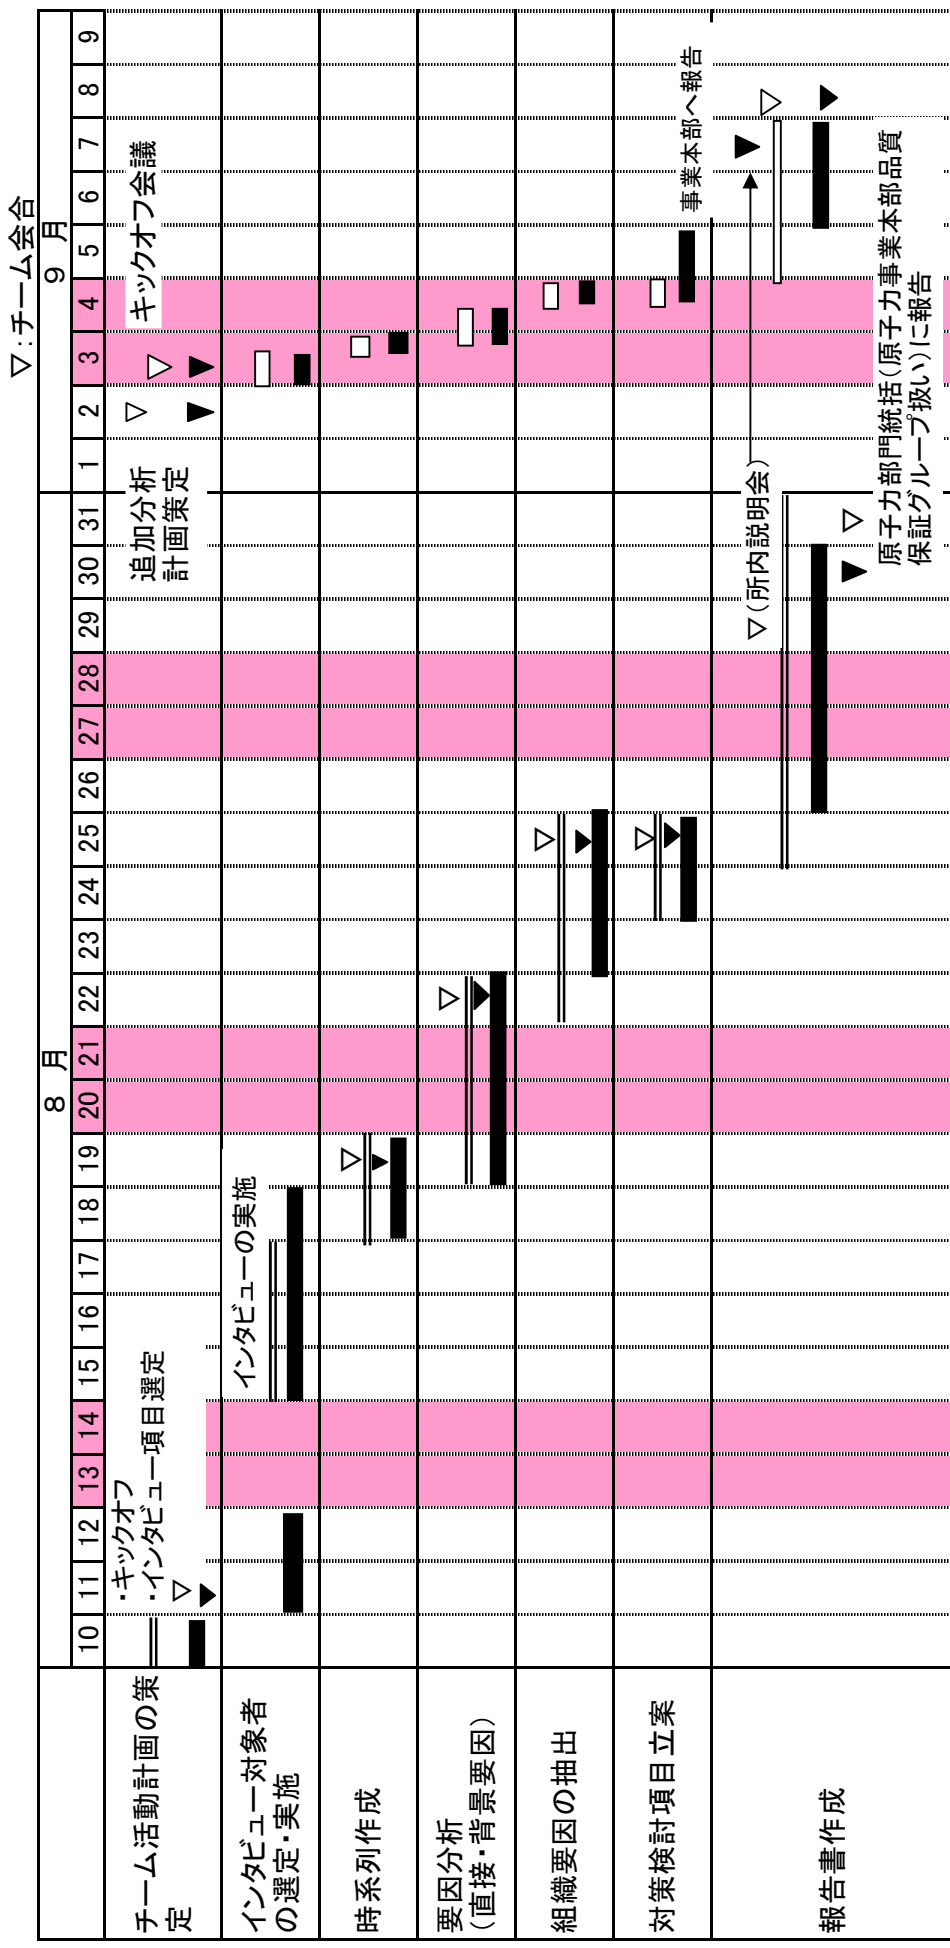 ▽：チーム会合
8 月
9 月
10 11 12 13 14 15 16 17 18 19 20 21 22 23 24 25 26 27 28 29 30 31 1 2 3 4 5 6 7 8 9
チーム活動計画の策
定
・キックオフ
・インタビュー項目選定
追加分析
計画策定
キックオフ会議
インタビュー対象者
の選定・実施
インタビューの実施
時系列作成
要因分析
（直接・背景要因）
組織要因の抽出
対策検討項目立案
事業本部へ報告
報告書作成
▽（所内説明会）
原子力部門統括（原子力事業本部品質
保証グループ扱い）に報告